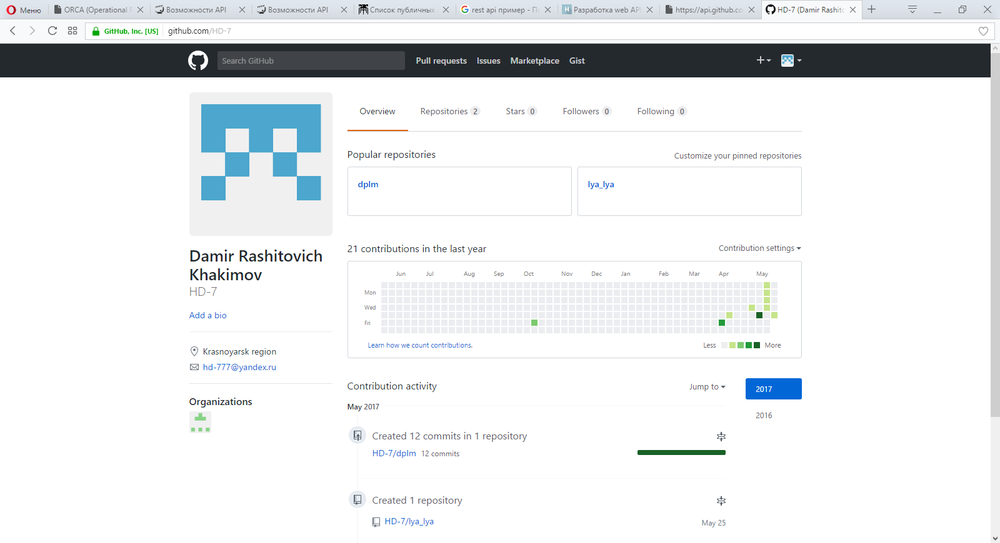 Меню
ORCA (Operational
Возможности API
Возможности API
Список публичных
rest api пример - По
Разработка web API
https://api.github.co
HD-7 (Damir Rashito
GitHub, Inc. [US]
github.com/HD-7
Search GitHub
Pull requests
Issues
Marketplace
Gist
Overview
Repositories 2
Stars 0
Followers 0
Following 0
Popular repositories
Customize your pinned repositories
dplm
lya_lya
Damir Rashitovich
Khakimov
HD-7
Add a bio
Krasnoyarsk region
hd-777@yandex.ru
Organizations
21 contributions in the last year
Contribution settings
Jun Jul Aug Sep Oct Nov Dec Jan Feb Mar Apr May
Mon
Wed
Fri
Learn how we count contributions.
Less More
Contribution activity
Jump to
2017
2016
May 2017
Created 12 commits in 1 repository
HD-7/dplm 12 commits
Created 1 repository
HD-7/lya_lya
May 25